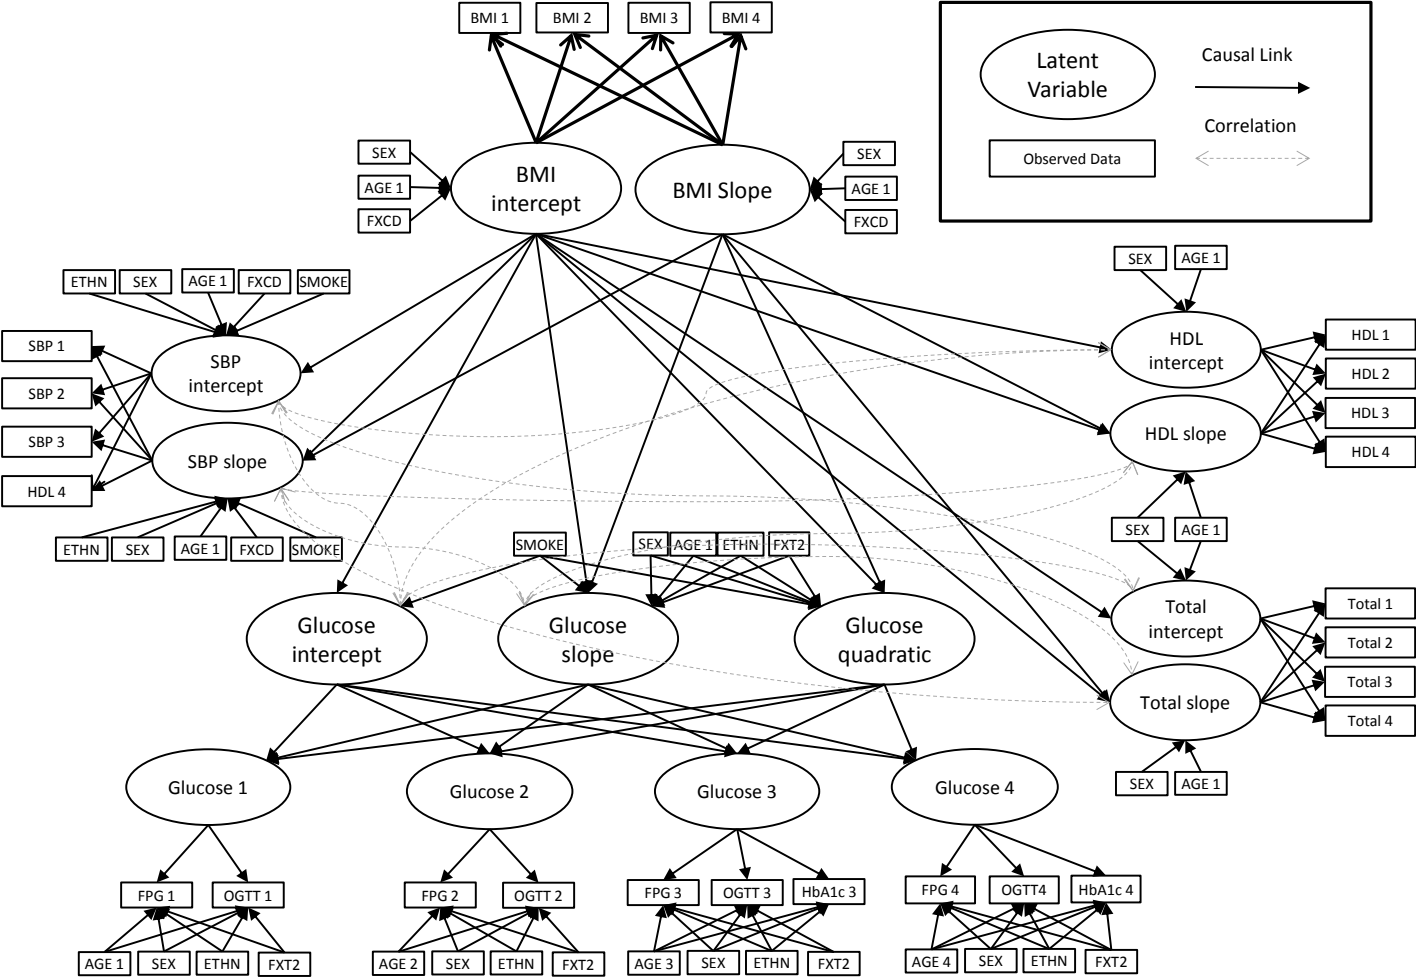 BMI 1
BMI 2
BMI 3
BMI 4
Latent
Variable
Causal Link
Correlation
Observed Data
SEX
AGE 1
FXCD
BMI
intercept
BMI Slope
SEX
AGE 1
FXCD
ETHN
SEX
AGE 1
FXCD
SMOKE
SEX
AGE 1
SBP 1
SBP 2
SBP 3
HDL 4
SBP
intercept
SBP slope
HDL
intercept
HDL slope
HDL 1
HDL 2
HDL 3
HDL 4
ETHN
SEX
AGE 1
FXCD
SMOKE
SMOKE
SEX
AGE 1
ETHN
FXT2
SEX
AGE 1
Glucose
intercept
Glucose
slope
Glucose
quadratic
Total
intercept
Total slope
Total 1
Total 2
Total 3
Total 4
SEX
AGE 1
Glucose 1
Glucose 2
Glucose 3
Glucose 4
FPG 1
OGTT 1
FPG 2
OGTT 2
FPG 3
OGTT 3
HbA1c 3
FPG 4
OGTT4
HbA1c 4
AGE 1
SEX
ETHN
FXT2
AGE 2
SEX
ETHN
FXT2
AGE 3
SEX
ETHN
FXT2
AGE 4
SEX
ETHN
FXT2